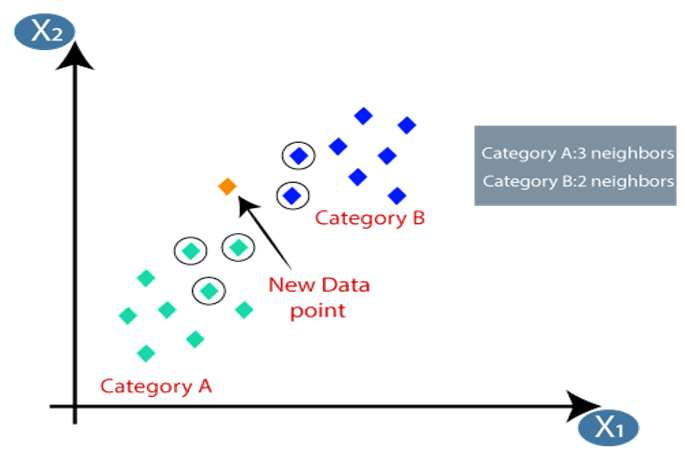 X2
Category A:3 neighbors
Category B:2 neighbors
Category B
New Data
point
Category A
X1